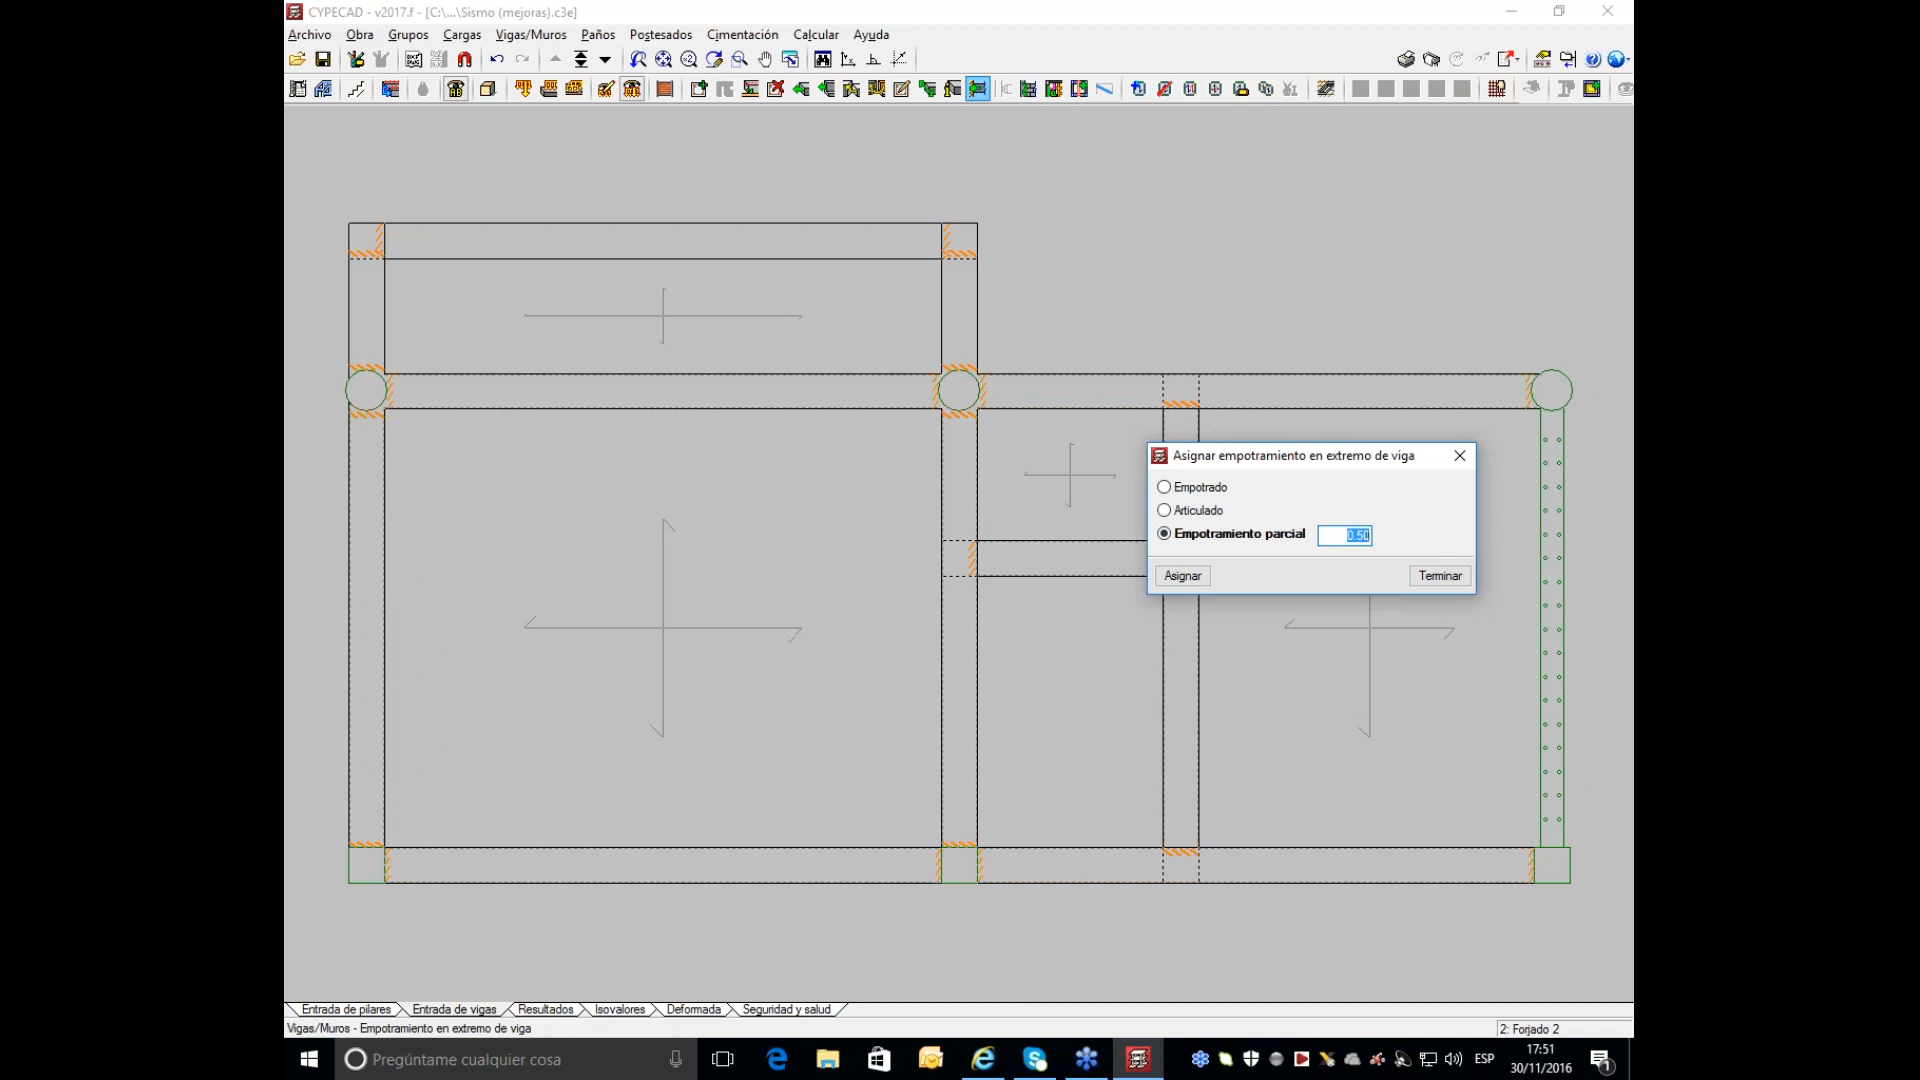 CYPECAD - v2017.f - [C:\...\Sismo (mejoras).c3e]
Archivo Obra Grupos Cargas Vigas/Muros Paños Postesados Cimentación Calcular Ayuda
Asignar empotramiento en extremo de viga
Empotrado
Articulado
Empotramiento parcial 0.50
Asignar Terminar
Entrada de pilares Entrada de vigas Resultados Isovalores Deformada Seguridad y salud
Vigas/Muros - Empotramiento en extremo de viga 2: Forjado 2
Pregúntame cualquier cosa ESP 17:51
30/11/2016 1